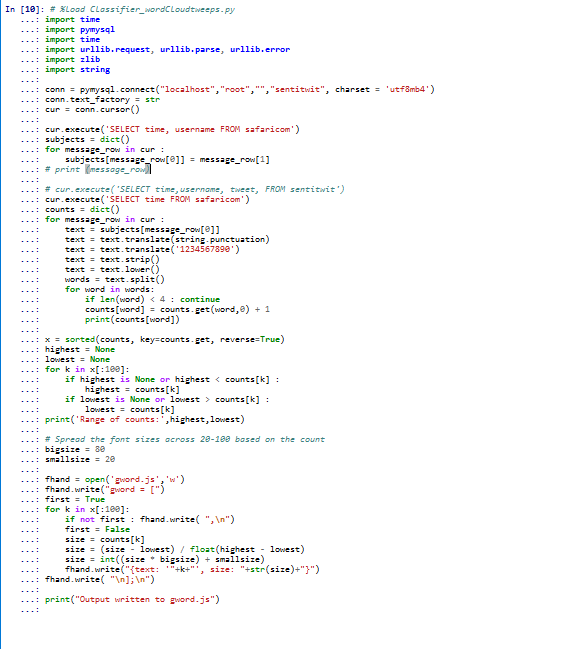 In [10]: # %Load Classifier_wordCloudtweeps.py
...: import time
...: import pymysql
...: import time
...: import urllib.request, urllib.parse, urllib.error
...: import zlib
...: import string
...:
...: conn = pymysql.connect("localhost","root","","sentitwit", charset = 'utf8mb4')
...: conn.text_factory = str
...: cur = conn.cursor()
...:
...: cur.execute('SELECT time, username FROM safaricom')
...: subjects = dict()
...: for message_row in cur :
...:     subjects[message_row[0]] = message_row[1]
...: # print (message_row)
...:
...: # cur.execute('SELECT time,username, tweet, FROM sentitwit')
...: cur.execute('SELECT time FROM safaricom')
...: counts = dict()
...: for message_row in cur :
...:     text = subjects[message_row[0]]
...:     text = text.translate(string.punctuation)
...:     text = text.translate('1234567890')
...:     text = text.strip()
...:     text = text.lower()
...:     words = text.split()
...:     for word in words:
...:         if len(word) < 4 : continue
...:         counts[word] = counts.get(word,0) + 1
...:         print(counts[word])
...:
...: x = sorted(counts, key=counts.get, reverse=True)
...: highest = None
...: lowest = None
...: for k in x[:100]:
...:     if highest is None or highest < counts[k] :
...:         highest = counts[k]
...:     if lowest is None or lowest > counts[k] :
...:         lowest = counts[k]
...: print('Range of counts:',highest,lowest)
...:
...: # Spread the font sizes across 20-100 based on the count
...: bigsize = 80
...: smallsize = 20
...:
...: fhand = open('gword.js','w')
...: fhand.write("gword = [")
...: first = True
...: for k in x[:100]:
...:     if not first : fhand.write( ",\n")
...:     first = False
...:     size = counts[k]
...:     size = (size - lowest) / float(highest - lowest)
...:     size = int((size * bigsize) + smallsize)
...:     fhand.write("{text: '"+k+"', size: "+str(size)+"}")
...: fhand.write( "\n];\n")
...:
...: print("Output written to gword.js")
...: